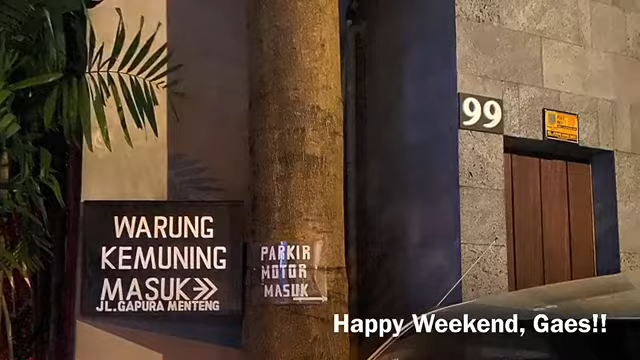 WARUNG
KEMUNING
MASUK>>
JL.GAPURA MENTENG
PARKIR
MOTOR
MASUK
99
Happy Weekend, Gaes!!